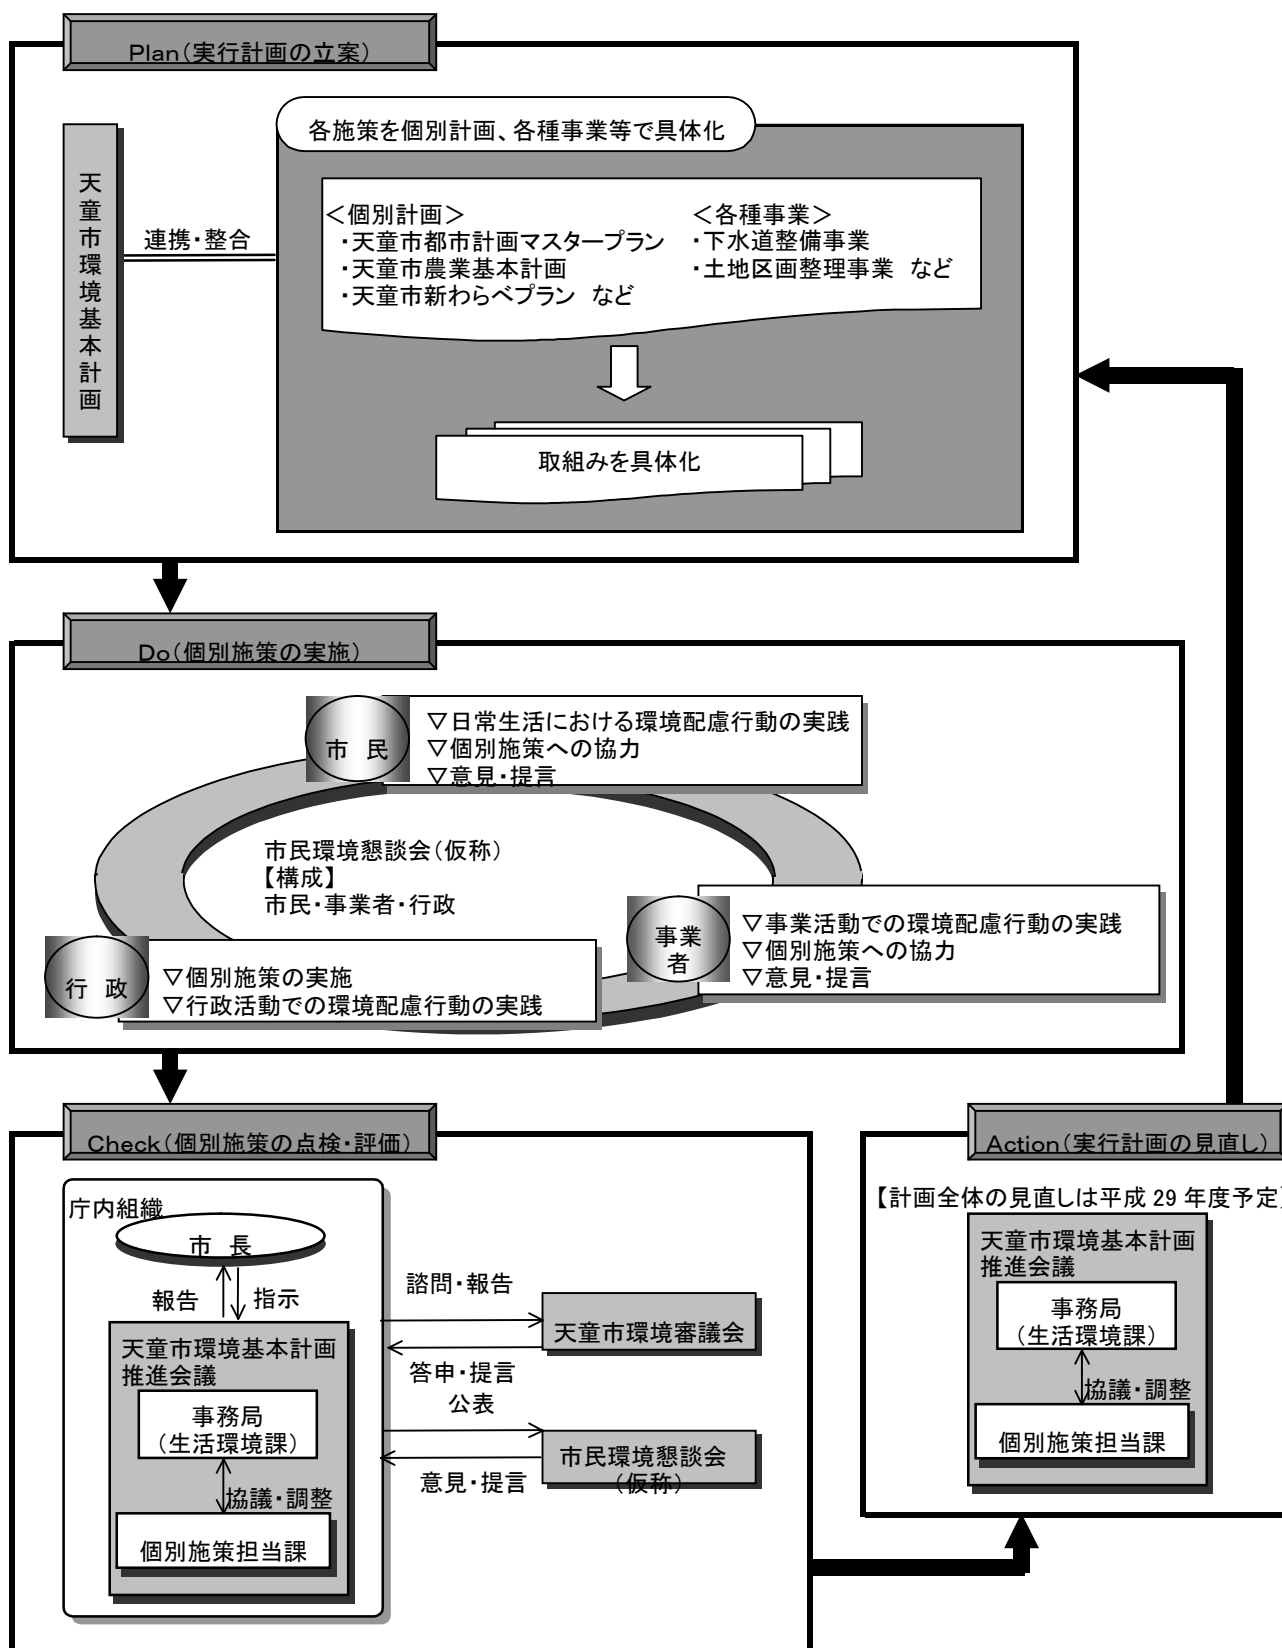 Plan(実行計画の立案)
各施策を個別計画、各種事業等で具体化
天童市環境基本計画
連携・整合
＜個別計画＞
・天童市都市計画マスタープラン
・天童市農業基本計画
・天童市新わらべプラン　など
＜各種事業＞
・下水道整備事業
・土地区画整理事業　など
取組みを具体化
Do(個別施策の実施)
市　民
▽日常生活における環境配慮行動の実践
▽個別施策への協力
▽意見・提言
市民環境懇談会(仮称)
【構成】
市民・事業者・行政
事業
者
▽事業活動での環境配慮行動の実践
▽個別施策への協力
▽意見・提言
行　政
▽個別施策の実施
▽行政活動での環境配慮行動の実践
Check(個別施策の点検・評価)
庁内組織
市　長
報告
指示
天童市環境基本計画
推進会議
事務局
(生活環境課)
協議・調整
個別施策担当課
諮問・報告
天童市環境審議会
答申・提言
公表
市民環境懇談会
(仮称)
意見・提言
Action(実行計画の見直し)
【計画全体の見直しは平成 29 年度予定】
天童市環境基本計画
推進会議
事務局
(生活環境課)
協議・調整
個別施策担当課